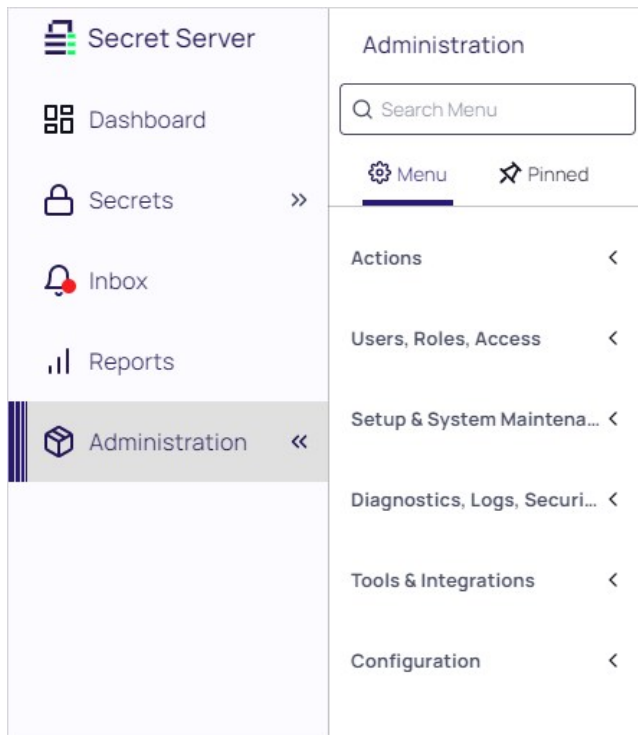 Secret Server
Dashboard
Secrets
Inbox
Reports
Administration
Administration
Search Menu
Menu
Pinned
Actions
Users, Roles, Access
Setup & System Maintena...
Diagnostics, Logs, Securi...
Tools & Integrations
Configuration